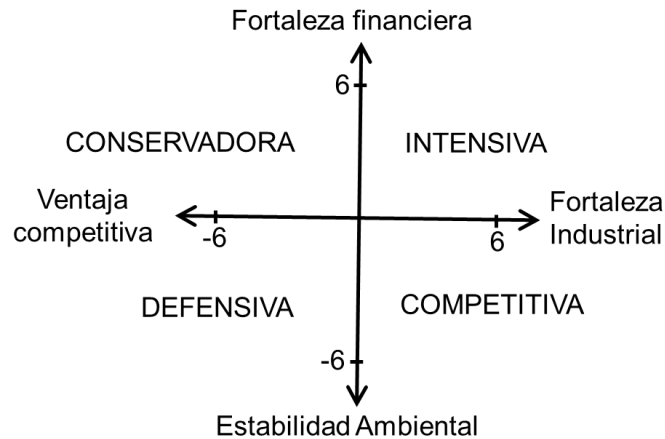 Fortaleza financiera
6
CONSERVADORA
INTENSIVA
Ventaja
competitiva
-6
6
Fortaleza
Industrial
DEFENSIVA
COMPETITIVA
-6
Estabilidad Ambiental